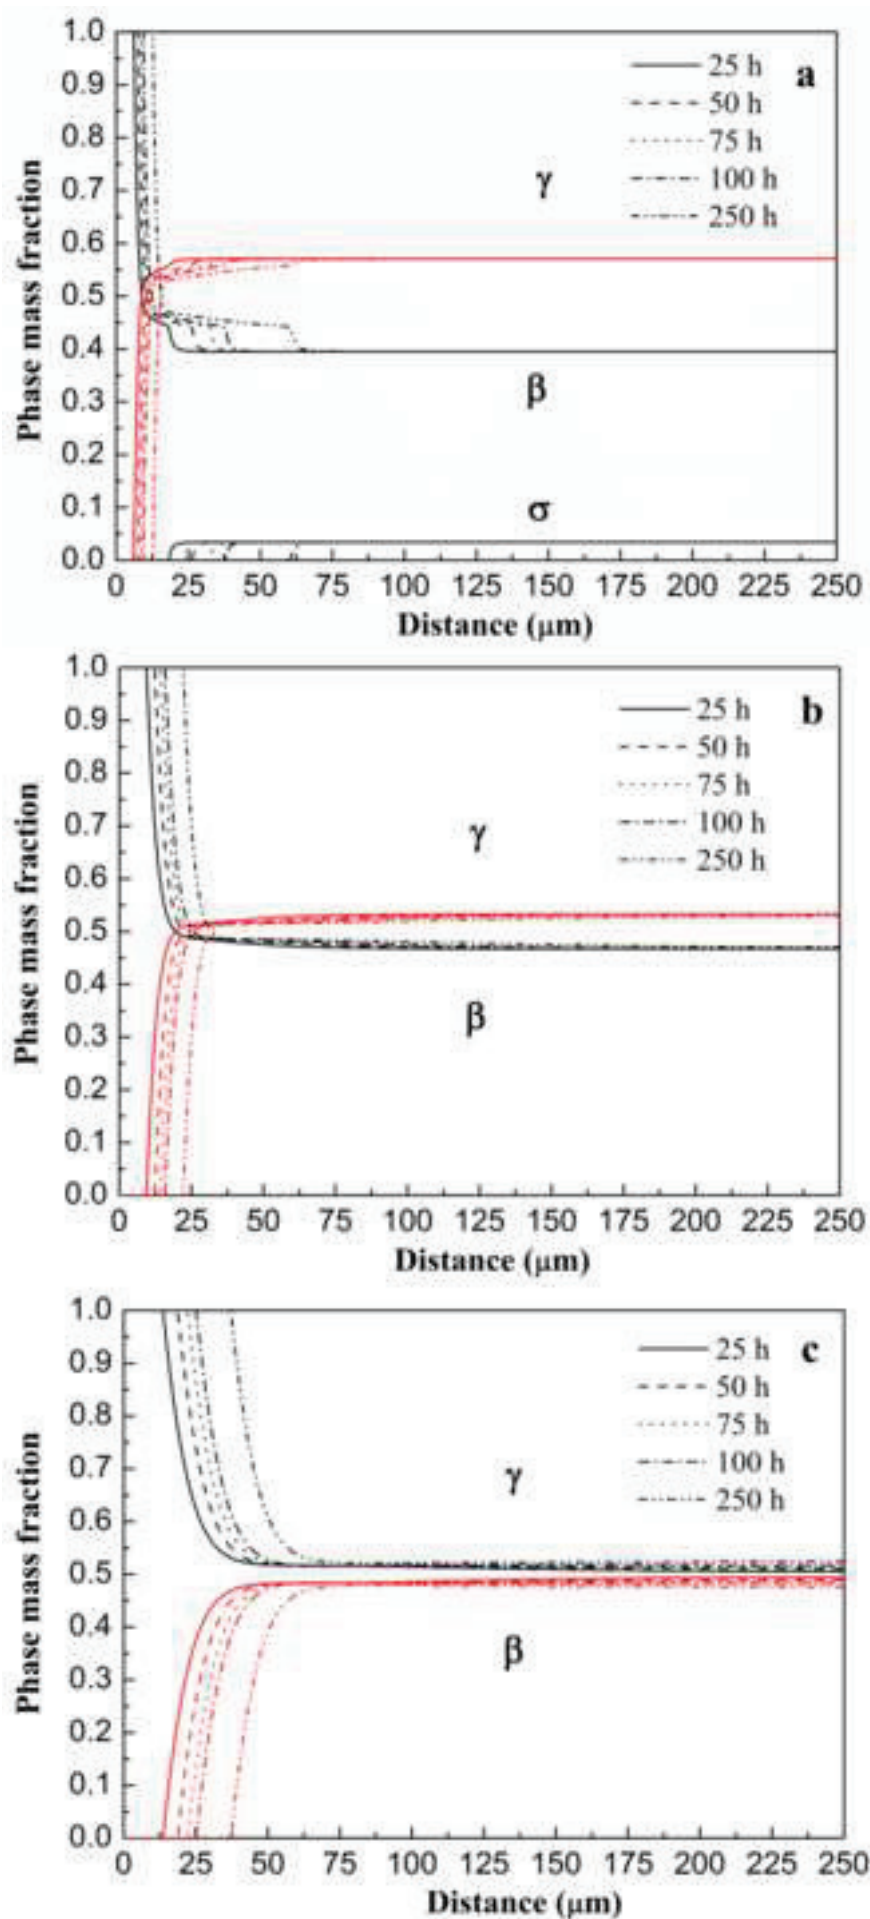 a
25 h
50 h
75 h
100 h
250 h
γ
β
σ
Phase mass fraction
1.0
0.9
0.8
0.7
0.6
0.5
0.4
0.3
0.2
0.1
0.0
0 25 50 75 100 125 150 175 200 225 250
Distance (μm)
b
25 h
50 h
75 h
100 h
250 h
γ
β
Phase mass fraction
1.0
0.9
0.8
0.7
0.6
0.5
0.4
0.3
0.2
0.1
0.0
0 25 50 75 100 125 150 175 200 225 250
Distance (μm)
c
25 h
50 h
75 h
100 h
250 h
γ
β
Phase mass fraction
1.0
0.9
0.8
0.7
0.6
0.5
0.4
0.3
0.2
0.1
0.0
0 25 50 75 100 125 150 175 200 225 250
Distance (μm)